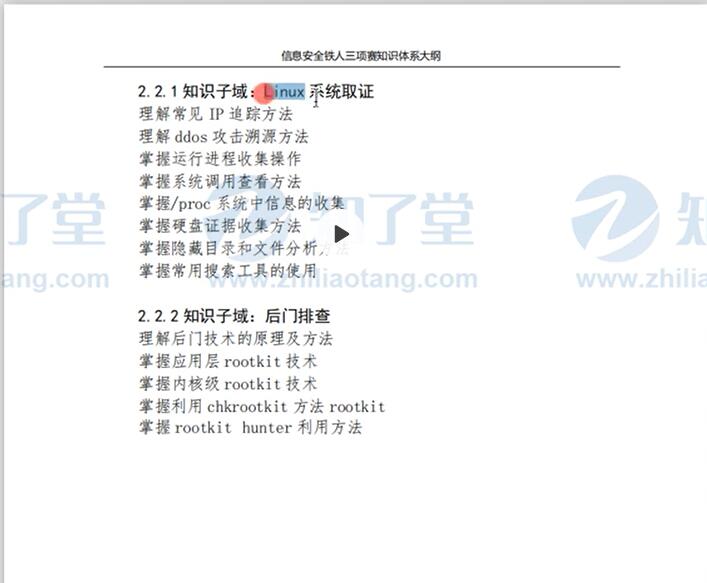 信息安全铁人三项赛知识体系大纲
2.2.1 知识子域：Linux 系统取证
理解常见 IP 追踪方法
理解 ddos 攻击溯源方法
掌握运行进程收集操作
掌握系统调用查看方法
掌握/proc 系统中信息的收集
掌握硬盘证据收集方法
掌握隐藏目录和文件分析方法
掌握常用搜索工具的使用
2.2.2 知识子域：后门排查
理解后门技术的原理及方法
掌握应用层 rootkit 技术
掌握内核级 rootkit 技术
掌握利用 chkrootkit 方法 rootkit
掌握 rootkit hunter 利用方法
了堂
知了堂
知
ang.com
www.zhiliaotang.com
www.zhiliaot